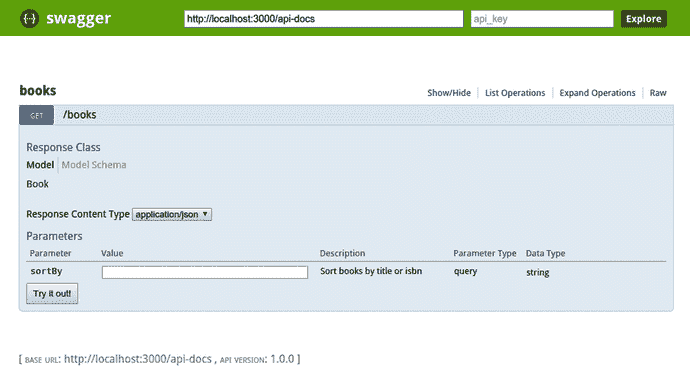 {··} swagger http://localhost:3000/api-docs api_key Explore
books Show/Hide List Operations Expand Operations Raw
GET /books
Response Class
Model Model Schema
Book
Response Content Type application/json
Parameters
Parameter Value Description Parameter Type Data Type
sortBy Sort books by title or isbn query string
Try it out!
[ BASE URL: http://localhost:3000/api-docs , API VERSION: 1.0.0 ]